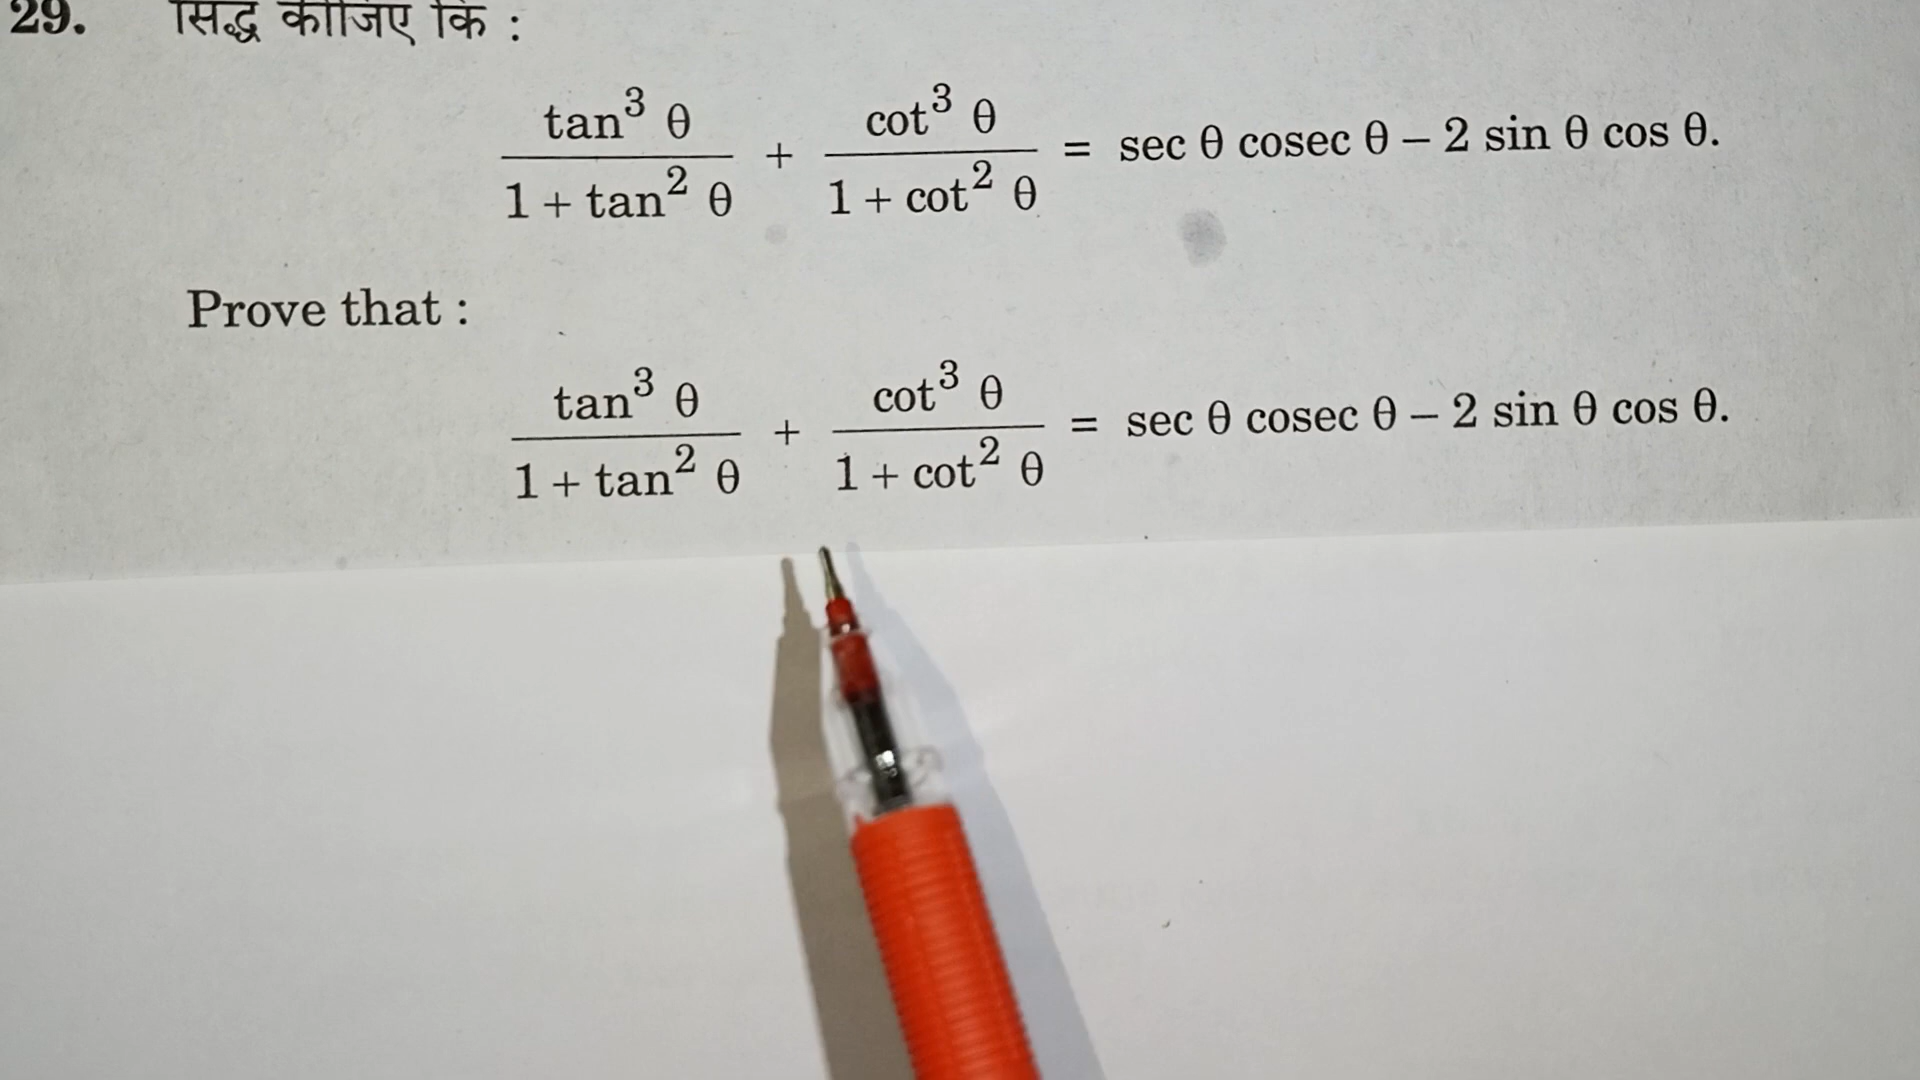 29. सिद्ध कीजिए कि :
tan³ θ / 1 + tan² θ + cot³ θ / 1 + cot² θ = sec θ cosec θ – 2 sin θ cos θ.
Prove that :
tan³ θ / 1 + tan² θ + cot³ θ / 1 + cot² θ = sec θ cosec θ – 2 sin θ cos θ.